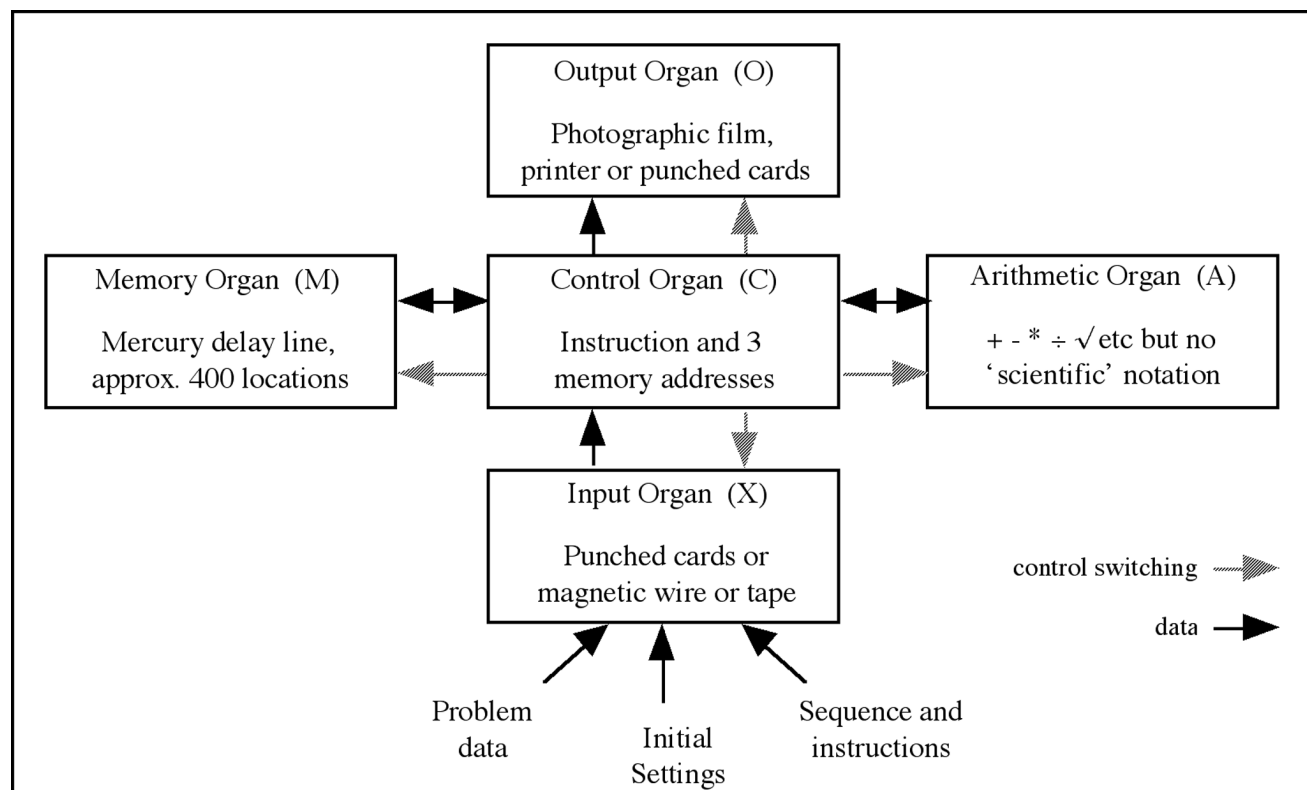 Output Organ (O)
Photographic film,
printer or punched cards
Memory Organ (M)
Mercury delay line,
approx. 400 locations
Control Organ (C)
Instruction and 3
memory addresses
Arithmetic Organ (A)
+ - * ÷ √ etc but no
‘scientific’ notation
Input Organ (X)
Punched cards or
magnetic wire or tape
control switching
data
Problem
data
Initial
Settings
Sequence and
instructions